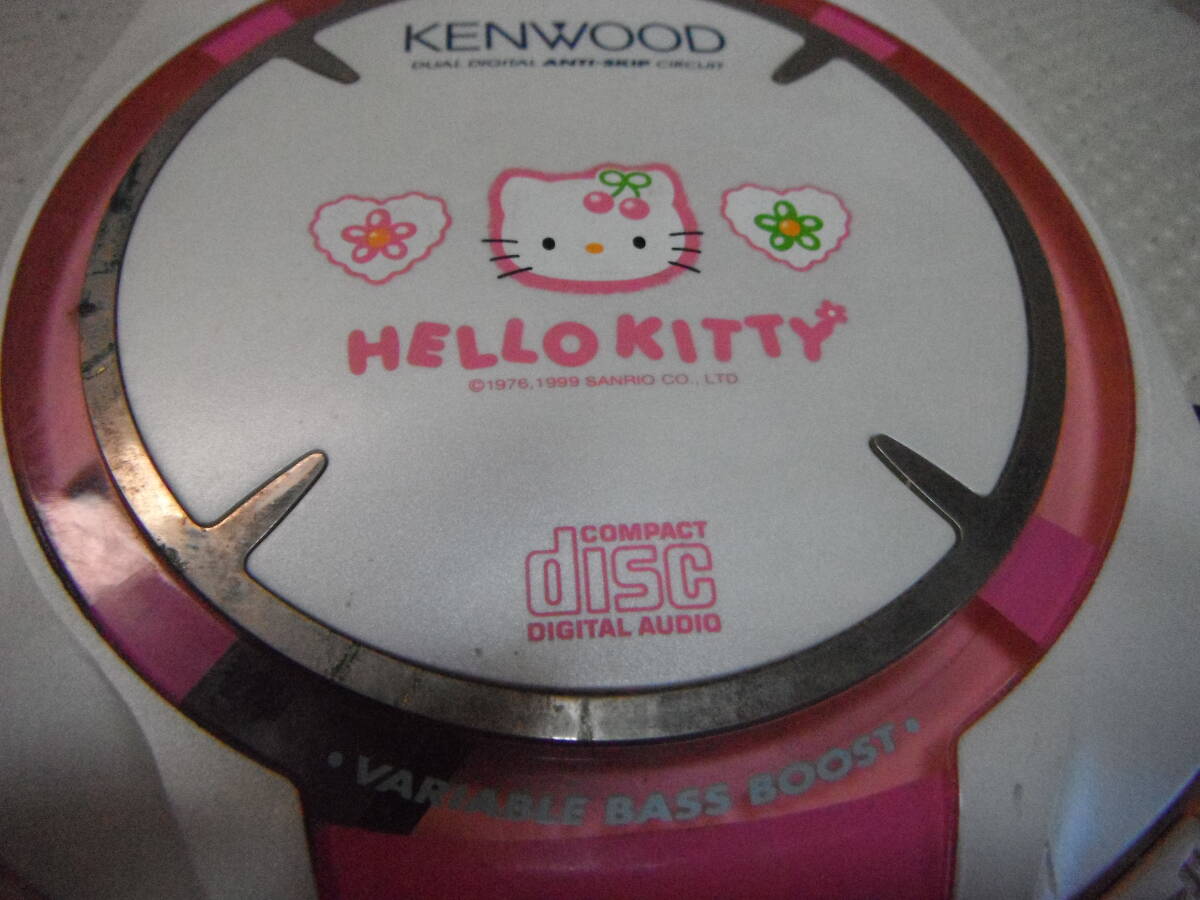 KENWOOD
DUAL DIGITAL ANTI-SKIP CIRCUIT
HELLO KITTY
©1976,1999 SANRIO CO., LTD
COMPACT
disc
DIGITAL AUDIO
• VARIABLE BASS BOOST •